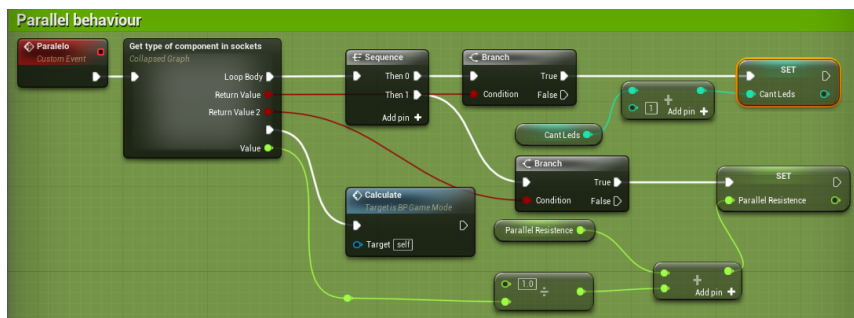 Parallel behaviour
Paralelo
Custom Event
Get type of component in sockets
Collapsed Graph
Loop Body
Return Value
Return Value 2
Value
Sequence
Then 0
Then 1
Add pin +
Branch
True
Condition
False
CantLeds
1
+
Add pin +
SET
Cant Leds
Branch
True
Condition
False
SET
Parallel Resistence
Calculate
Target is BP Game Mode
Target self
Parallel Resistence
1.0
÷
+
Add pin +